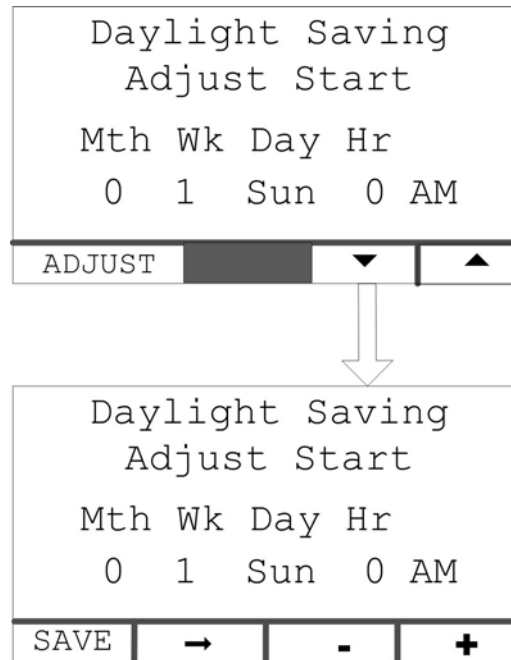 Daylight Saving
Adjust Start
Mth Wk Day Hr
0 1 Sun 0 AM
ADJUST ▼ ▲
Daylight Saving
Adjust Start
Mth Wk Day Hr
0 1 Sun 0 AM
SAVE → - +